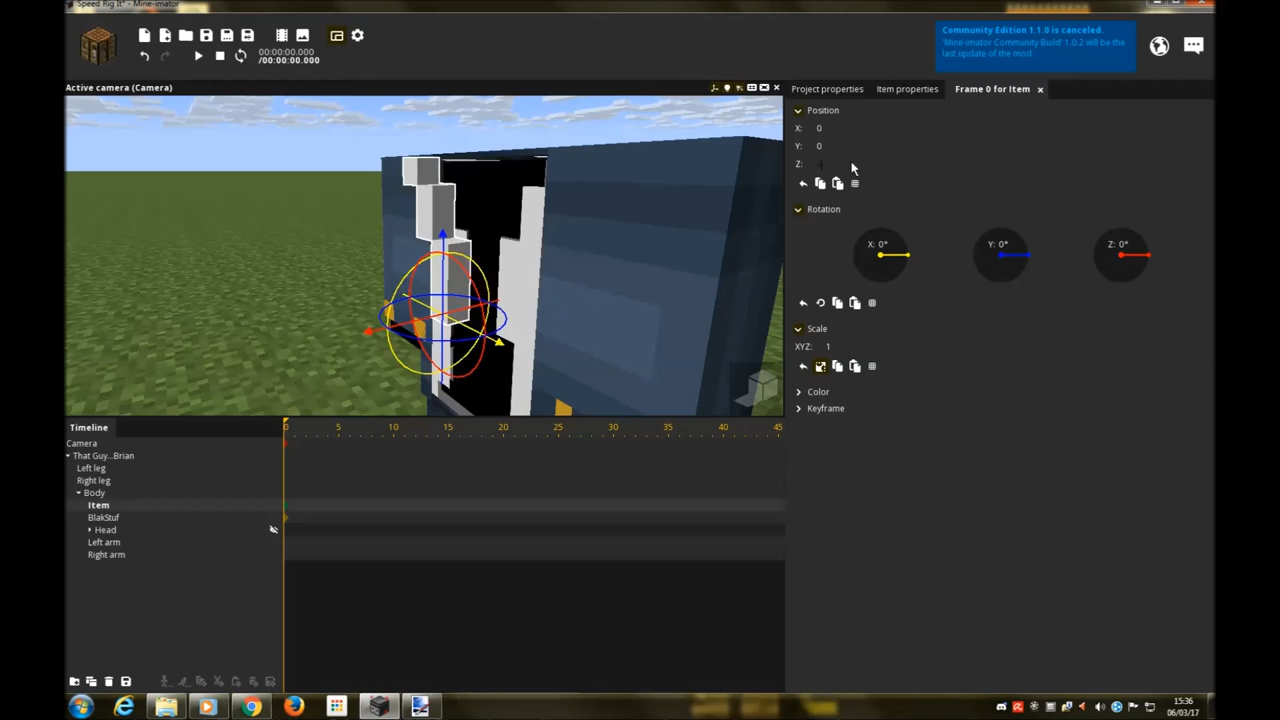 Speed Rig It* - Mine-imator
Community Edition 1.1.0 is canceled
'Mine-imator Community Build' 1.0.2 will be the
last update of the mod.
00:00:00.000
/00:00:00.000
Active camera (Camera)
Project properties
Item properties
Frame 0 for Item
Position
X: 0
Y: 0
Z:
Rotation
X: 0°
Y: 0°
Z: 0°
Scale
XYZ: 1
Color
Keyframe
Timeline
0 5 10 15 20 25 30 35 40 45
Camera
That Guy...Brian
Left leg
Right leg
Body
Item
BlakStuf
Head
Left arm
Right arm
15:36
06/03/17